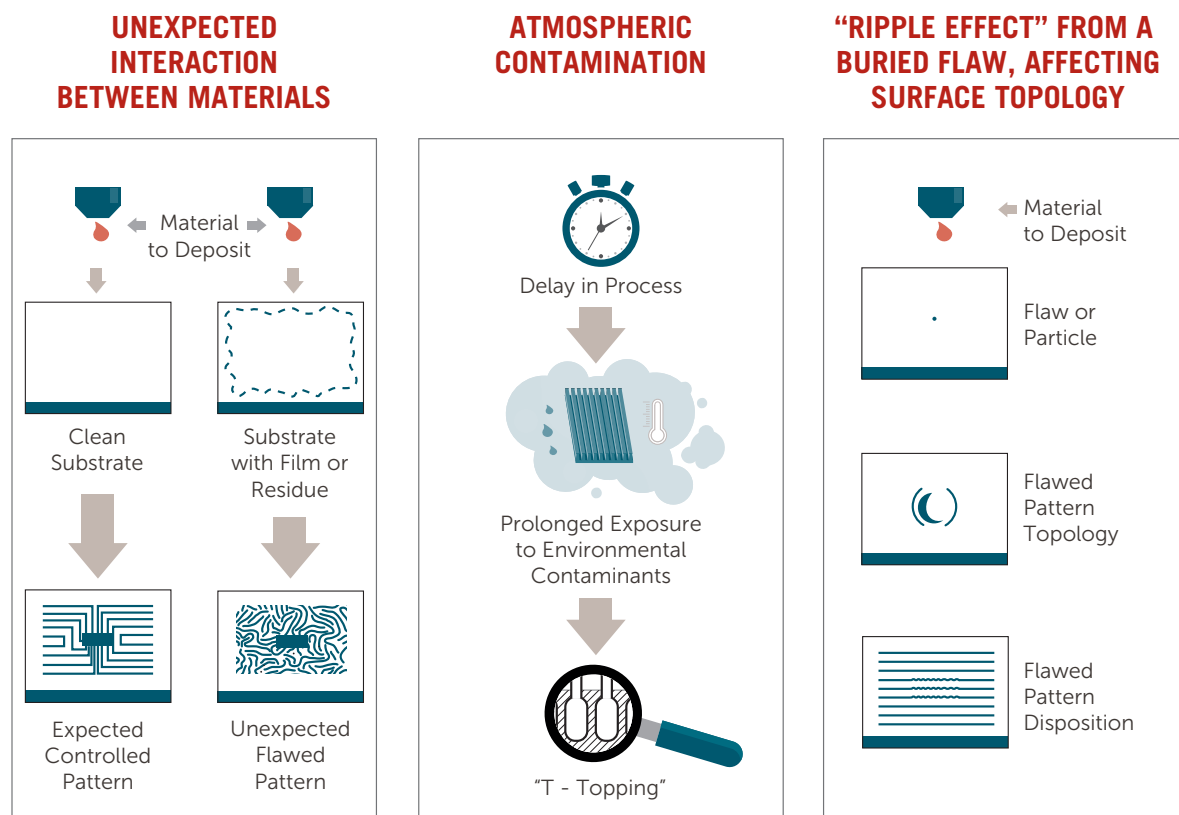 UNEXPECTED
INTERACTION
BETWEEN MATERIALS
Material
to Deposit
Clean
Substrate
Substrate
with Film or
Residue
Expected
Controlled
Pattern
Unexpected
Flawed
Pattern
ATMOSPHERIC
CONTAMINATION
Delay in Process
Prolonged Exposure
to Environmental
Contaminants
“T - Topping”
“RIPPLE EFFECT” FROM A
BURIED FLAW, AFFECTING
SURFACE TOPOLOGY
Material
to Deposit
Flaw or
Particle
Flawed
Pattern
Topology
Flawed
Pattern
Disposition